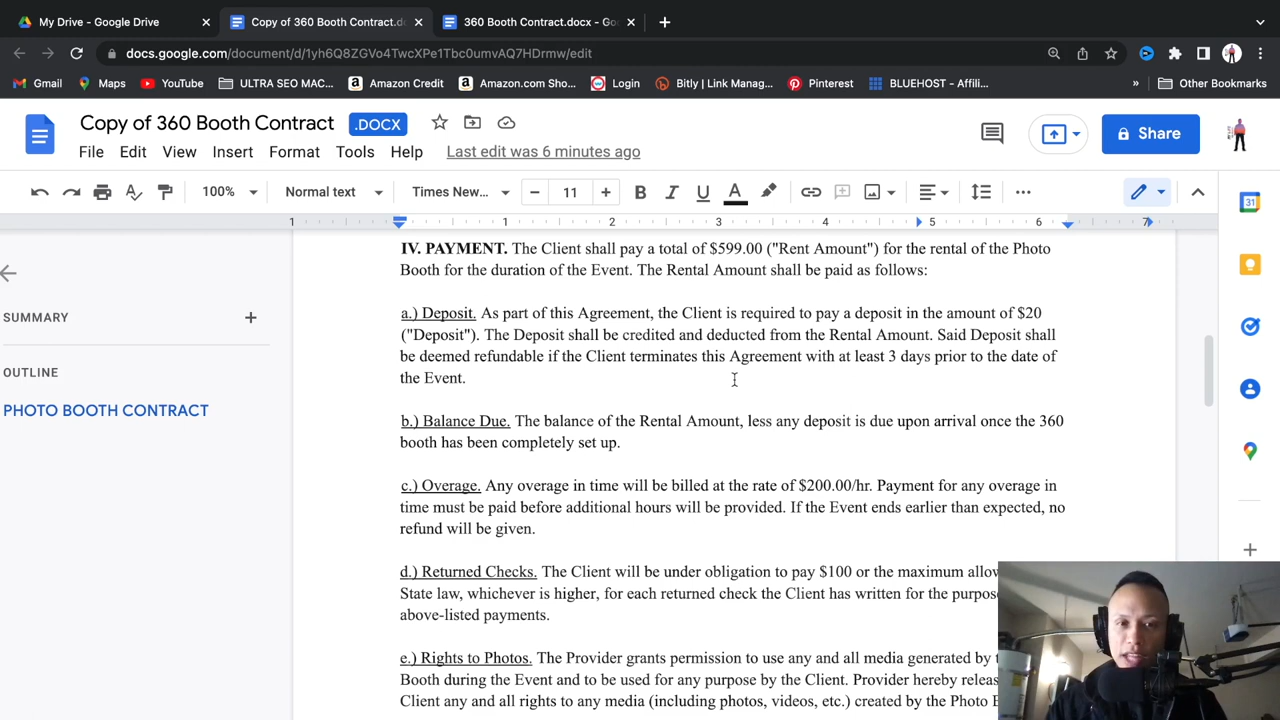 My Drive - Google Drive
Copy of 360 Booth Contract.do
360 Booth Contract.docx - Go
docs.google.com/document/d/1yh6Q8ZGVo4TwcXPe1Tbc0umvAQ7HDrmw/edit
Gmail
Maps
YouTube
ULTRA SEO MAC...
Amazon Credit
Amazon.com Sho...
Login
Bitly | Link Manag...
Pinterest
BLUEHOST - Affili...
»
Other Bookmarks
Copy of 360 Booth Contract .DOCX
Share
File Edit View Insert Format Tools Help Last edit was 6 minutes ago
100% Normal text Times New... 11 B I U A
1 1 2 3 4 5 6 7
31
SUMMARY
OUTLINE
PHOTO BOOTH CONTRACT
IV. PAYMENT. The Client shall pay a total of $599.00 ("Rent Amount") for the rental of the Photo
Booth for the duration of the Event. The Rental Amount shall be paid as follows:
a.) Deposit. As part of this Agreement, the Client is required to pay a deposit in the amount of $20
("Deposit"). The Deposit shall be credited and deducted from the Rental Amount. Said Deposit shall
be deemed refundable if the Client terminates this Agreement with at least 3 days prior to the date of
the Event.
b.) Balance Due. The balance of the Rental Amount, less any deposit is due upon arrival once the 360
booth has been completely set up.
c.) Overage. Any overage in time will be billed at the rate of $200.00/hr. Payment for any overage in
time must be paid before additional hours will be provided. If the Event ends earlier than expected, no
refund will be given.
d.) Returned Checks. The Client will be under obligation to pay $100 or the maximum allow
State law, whichever is higher, for each returned check the Client has written for the purpos
above-listed payments.
e.) Rights to Photos. The Provider grants permission to use any and all media generated by t
Booth during the Event and to be used for any purpose by the Client. Provider hereby releas
Client any and all rights to any media (including photos, videos, etc.) created by the Photo